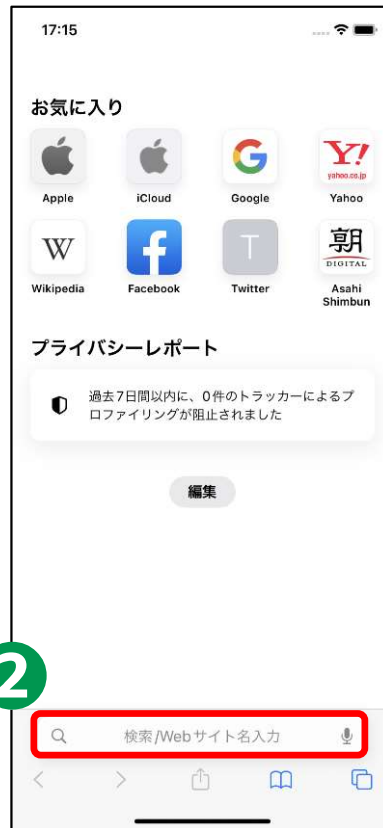 17:15
お気に入り
Y!
yahoo.co.jp
Apple
iCloud
Google
Yahoo
W
f
T
朝
DIGITAL
Wikipedia
Facebook
Twitter
Asahi
Shimbun
プライバシーレポート
過去7日間以内に、0件のトラッカーによるプ
ロファイリングが阻止されました
編集
2
検索/Webサイト名入力